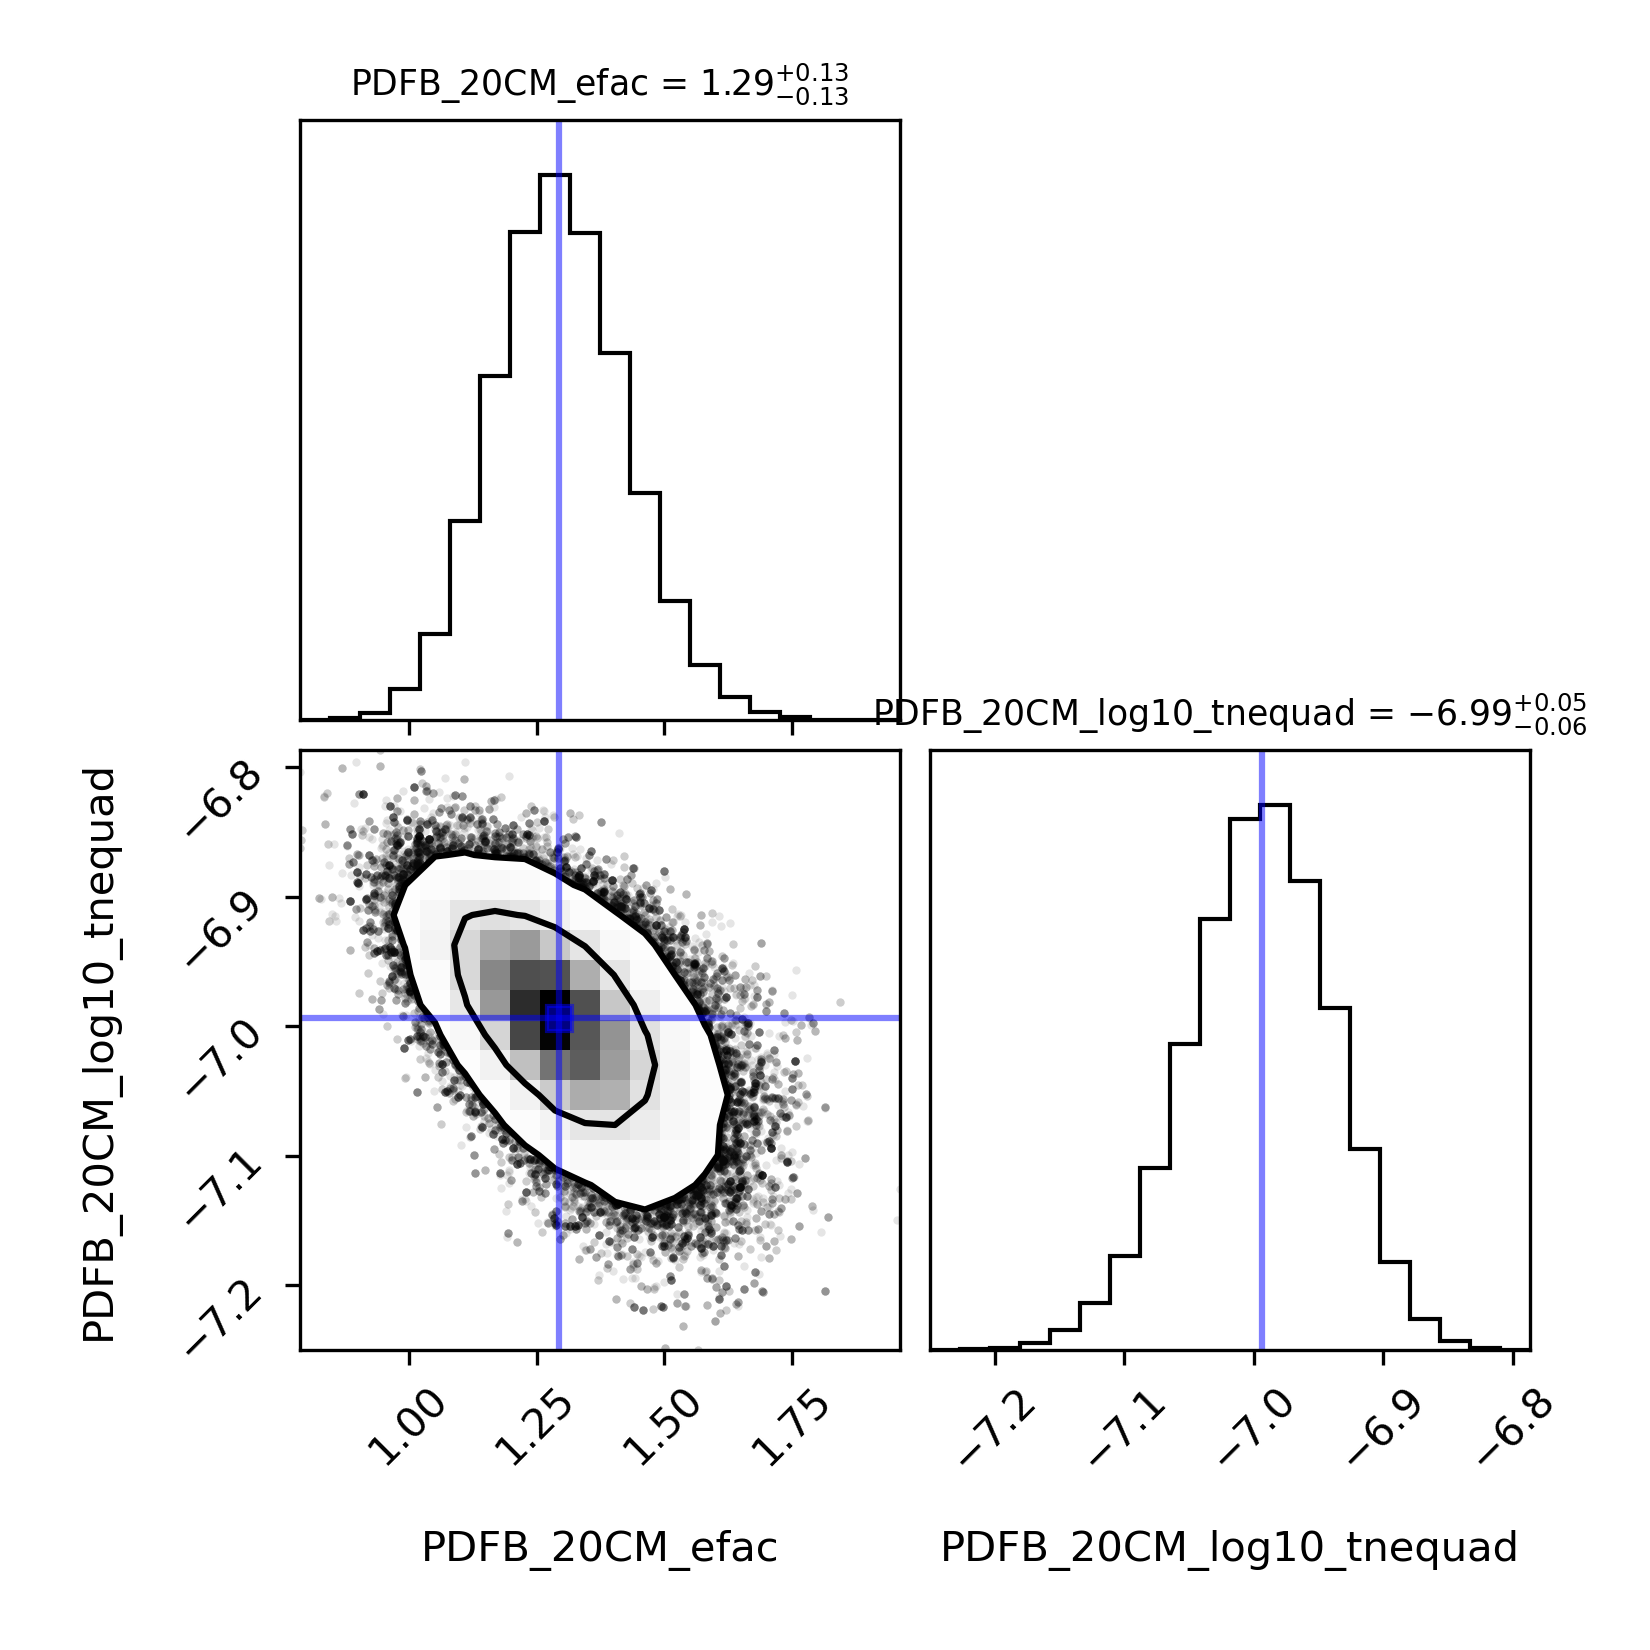 PDFB_20CM_efac = 1.29+0.13 −0.13
PDFB_20CM_log10_tnequad = −6.99+0.05 −0.06
PDFB_20CM_log10_tnequad
−6.8
−6.9
−7.0
−7.1
−7.2
1.00 1.25 1.50 1.75
−7.2 −7.1 −7.0 −6.9 −6.8
PDFB_20CM_efac
PDFB_20CM_log10_tnequad